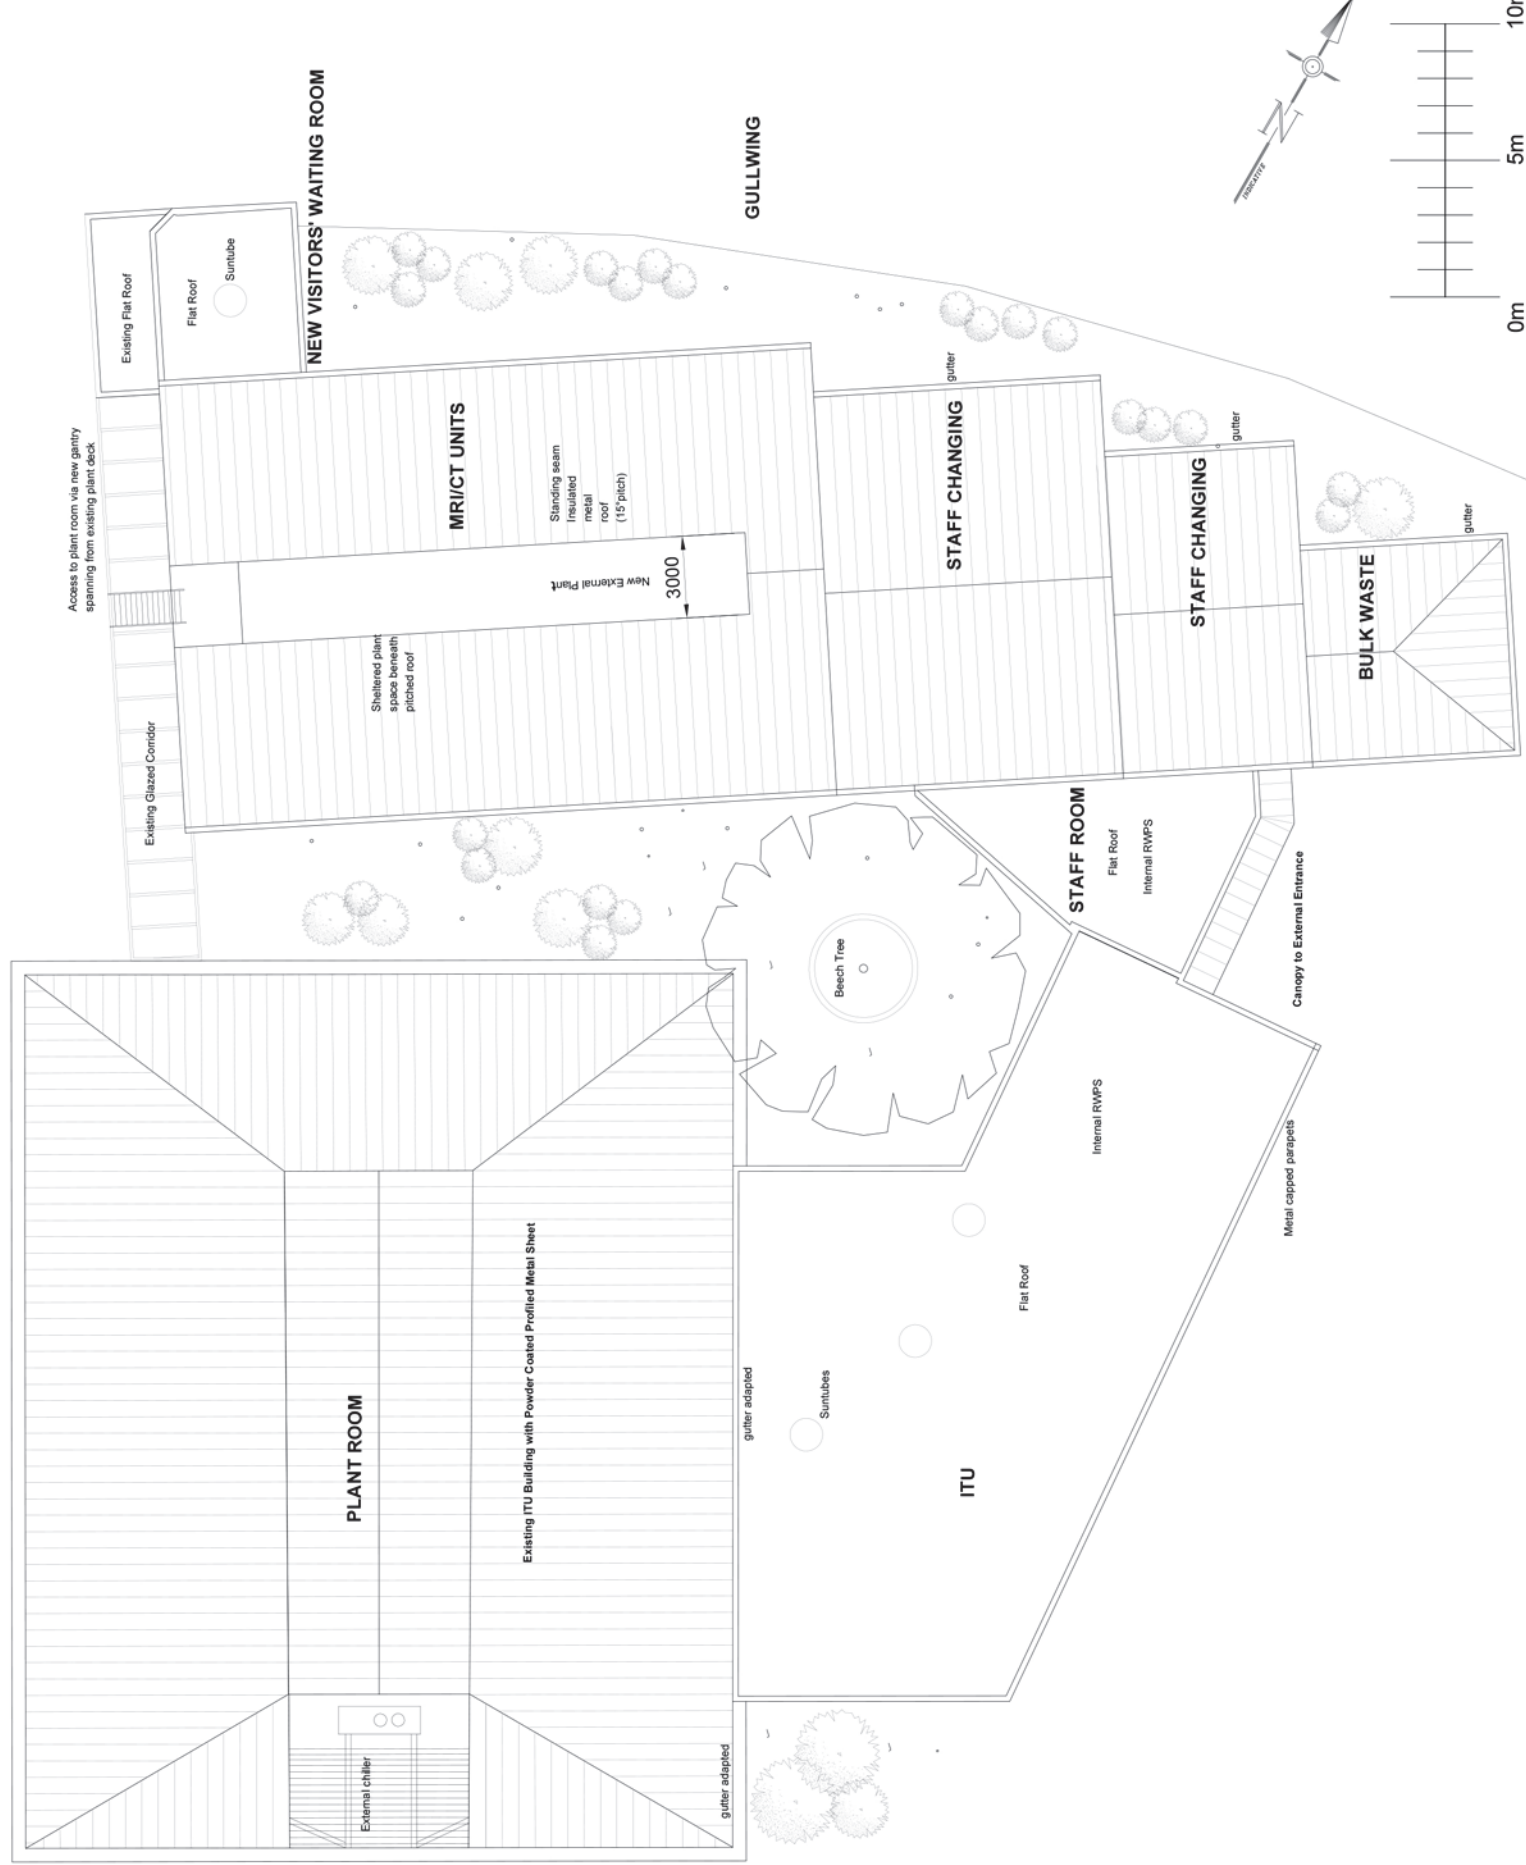 Access to plant room via new gantry
spanning from existing plant deck
Existing Glazed Corridor
Existing Flat Roof
Flat Roof
Suntube
NEW VISITORS' WAITING ROOM
GULLWING
MRI/CT UNITS
Standing seam
Insulated
metal
roof
(15°pitch)
New External Plant
3000
Sheltered plant
space beneath
pitched roof
STAFF CHANGING
gutter
STAFF CHANGING
gutter
BULK WASTE
gutter
STAFF ROOM
Flat Roof
Internal RWPS
Canopy to External Entrance
Beech Tree
Internal RWPS
Metal capped parapets
Flat Roof
Suntubes
gutter adapted
ITU
PLANT ROOM
Existing ITU Building with Powder Coated Profiled Metal Sheet
External chiller
gutter adapted
INDICATIVE
N
0m
5m